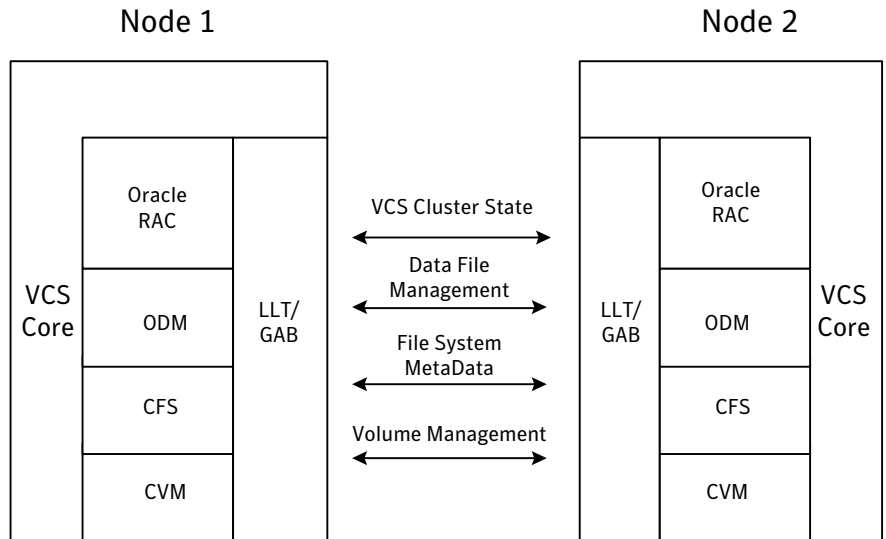 Node 1
Node 2
VCS
Core
Oracle
RAC
ODM
CFS
CVM
LLT/
GAB
VCS Cluster State
Data File
Management
File System
MetaData
Volume Management
LLT/
GAB
Oracle
RAC
ODM
CFS
CVM
VCS
Core